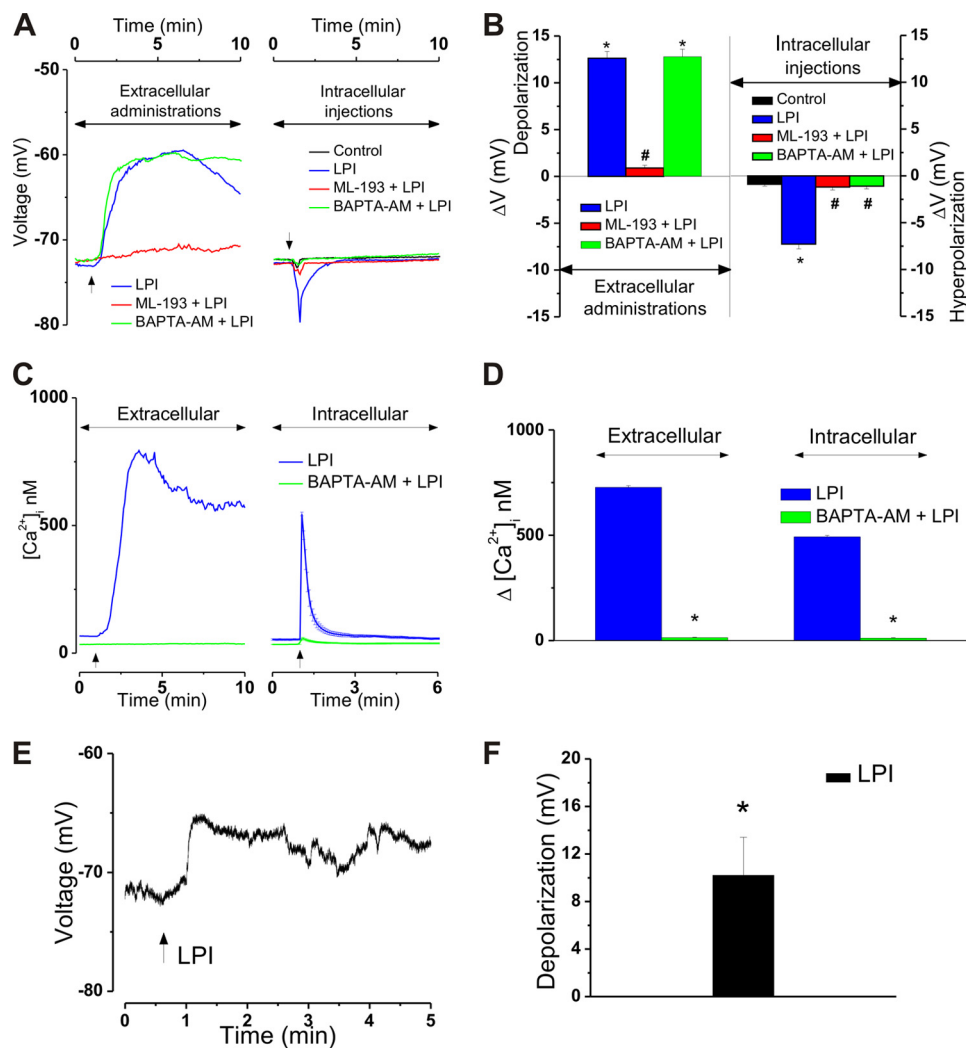 A
Time (min)
Time (min)
0 5 10
0 5 10
-50
-60
-70
-80
Voltage (mV)
Extracellular
administrations
Intracellular
injections
Control
LPI
ML-193 + LPI
BAPTA-AM + LPI
LPI
ML-193 + LPI
BAPTA-AM + LPI
B
Depolarization
ΔV (mV)
15
10
5
0
-5
-10
-15
*
#
*
LPI
ML-193 + LPI
BAPTA-AM + LPI
Extracellular
administrations
Intracellular
injections
Control
LPI
ML-193 + LPI
BAPTA-AM + LPI
*
#
#
15
10
5
0
-5
-10
-15
ΔV (mV)
Hyperpolarization
C
1000
500
0
[Ca2+]i nM
Extracellular
Intracellular
LPI
BAPTA-AM + LPI
0 5 10
Time (min)
0 3 6
Time (min)
D
1000
500
0
Δ [Ca2+]i nM
Extracellular
Intracellular
LPI
BAPTA-AM + LPI
*
*
E
-60
-70
-80
Voltage (mV)
LPI
0 1 2 3 4 5
Time (min)
F
20
16
12
8
4
0
Depolarization (mV)
LPI
*